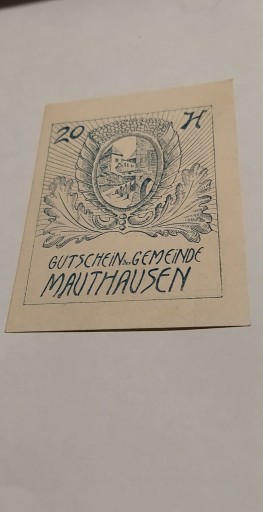 20 H
GUTSCHEIN der GEMEINDE
MAUTHAUSEN